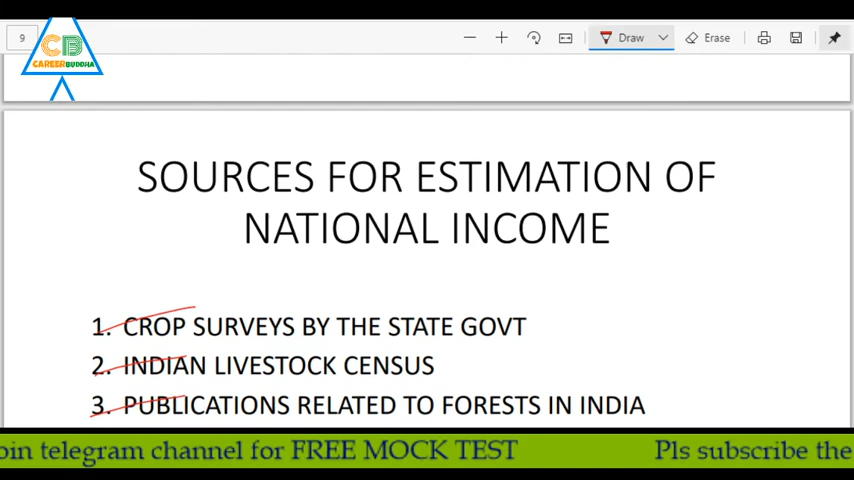 9
Draw
Erase
CB
CAREERBUDDHA
SOURCES FOR ESTIMATION OF
NATIONAL INCOME
1. CROP SURVEYS BY THE STATE GOVT
2. INDIAN LIVESTOCK CENSUS
3. PUBLICATIONS RELATED TO FORESTS IN INDIA
oin telegram channel for FREE MOCK TEST Pls subscribe the